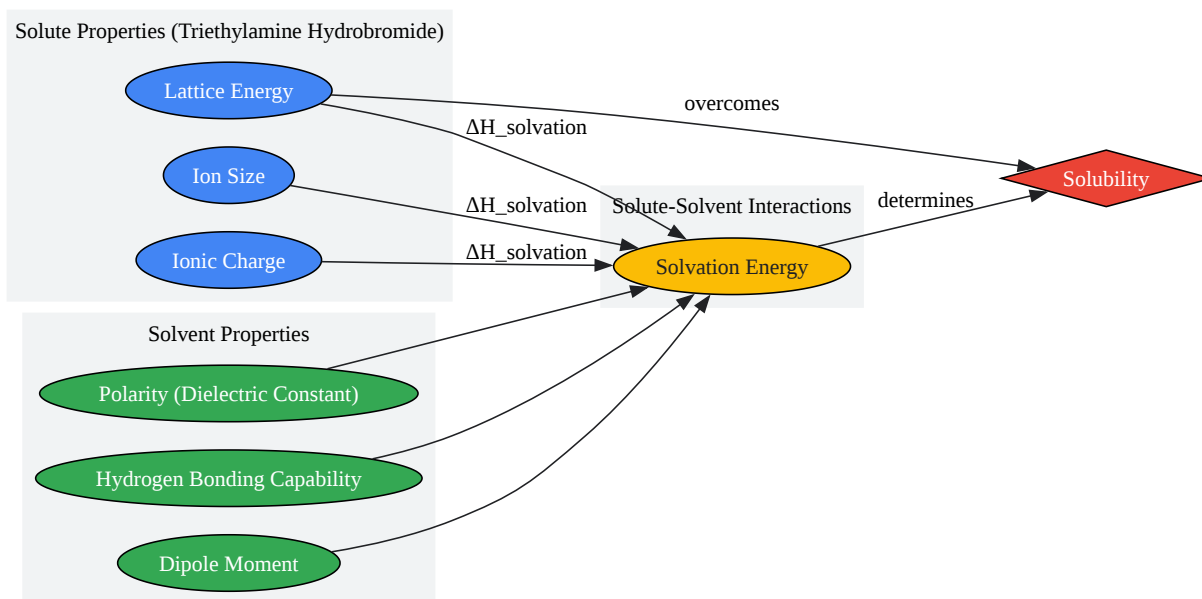 Solute Properties (Triethylamine Hydrobromide)
Lattice Energy
overcomes
ΔH_solvation
Ion Size
Solubility
ΔH_solvation
Solute-Solvent Interactions
determines
Ionic Charge
ΔH_solvation
Solvation Energy
Solvent Properties
Polarity (Dielectric Constant)
Hydrogen Bonding Capability
Dipole Moment